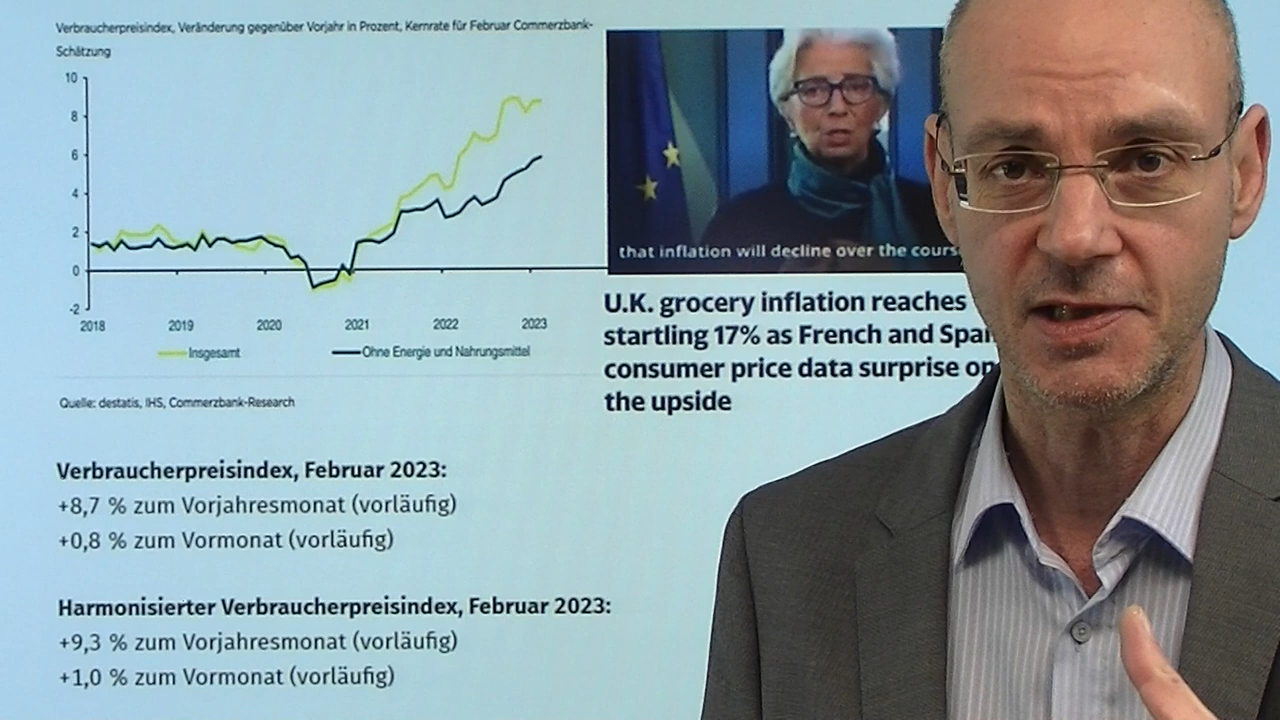 Verbraucherpreisindex, Veränderung gegenüber Vorjahr in Prozent, Kernrate für Februar Commerzbank-
Schätzung
10
8
6
4
2
0
-2
2018 2019 2020 2021 2022 2023
Insgesamt Ohne Energie und Nahrungsmittel
Quelle: destatis, IHS, Commerzbank-Research
that inflation will decline over the
U.K. grocery inflation reaches
startling 17% as French and
consumer price data surprise on
the upside
Verbraucherpreisindex, Februar 2023:
+8,7 % zum Vorjahresmonat (vorläufig)
+0,8 % zum Vormonat (vorläufig)
Harmonisierter Verbraucherpreisindex, Februar 2023:
+9,3 % zum Vorjahresmonat (vorläufig)
+1,0 % zum Vormonat (vorläufig)